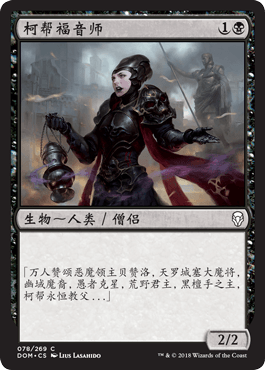 柯帮福音师
1
生物～人类／僧侣
「万人赞颂恶魔领主贝赞洛，天罗城塞大魔将，
幽域魔裔，愚者克星，荒野君主，黑檀手之主，
柯帮永恒教父...」
2/2
078/269 C
DOM • CS LIUS LASAHIDO
™ & © 2018 Wizards of the Coast